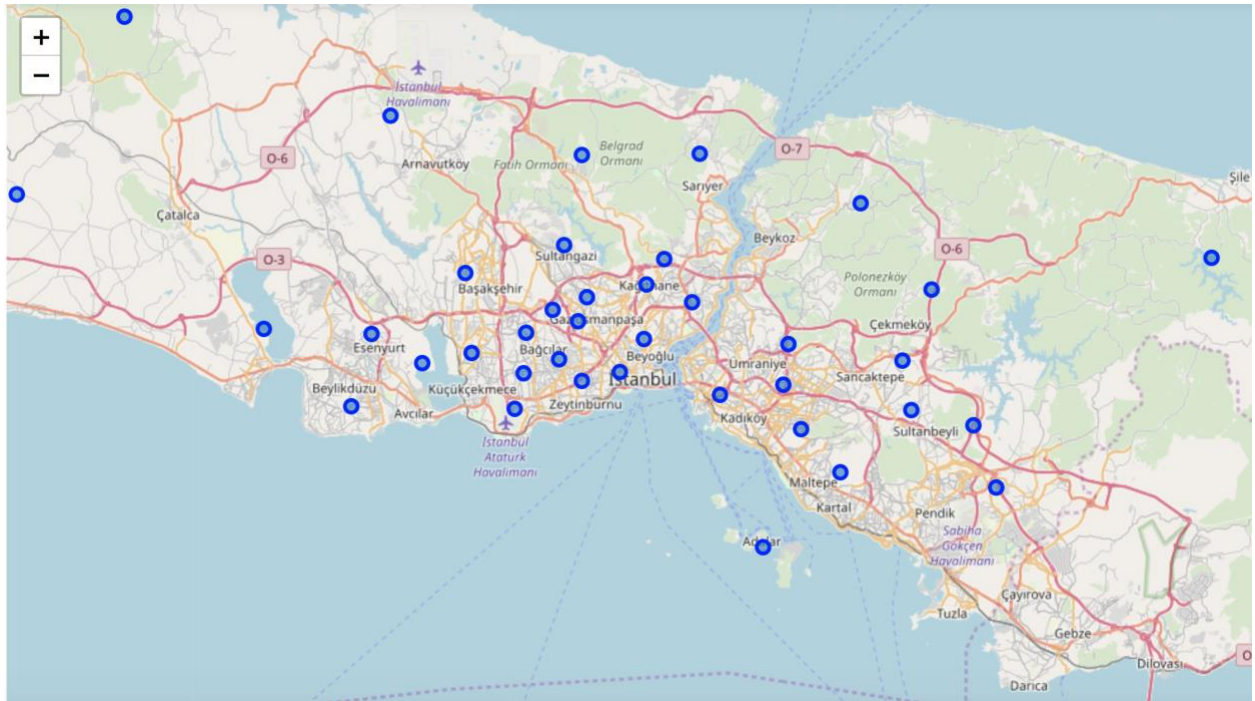 +
−
İstanbul
Havalimanı
O-7
O-6
Arnavutköy
Fatih Ormanı
Belgrad
Ormanı
Sarıyer
Şile
Çatalca
O-3
Sultangazi
Beykoz
O-6
Başakşehir
Kağıthane
Polonezköy
Ormanı
Gaziosmanpaşa
Çekmeköy
Esenyurt
Bağcılar
Beyoğlu
Umraniye
Sancaktepe
İstanbul
Beylikdüzü
Küçükçekmece
Avcılar
Zeytinburnu
Kadıköy
Sultanbeyli
İstanbul
Ataturk
Havalimanı
Maltepe
Kartal
Pendik
Sabiha
Gökçen
Havalimanı
Adalar
Çayırova
Tuzla
Gebze
Dilovası
Darıca
O